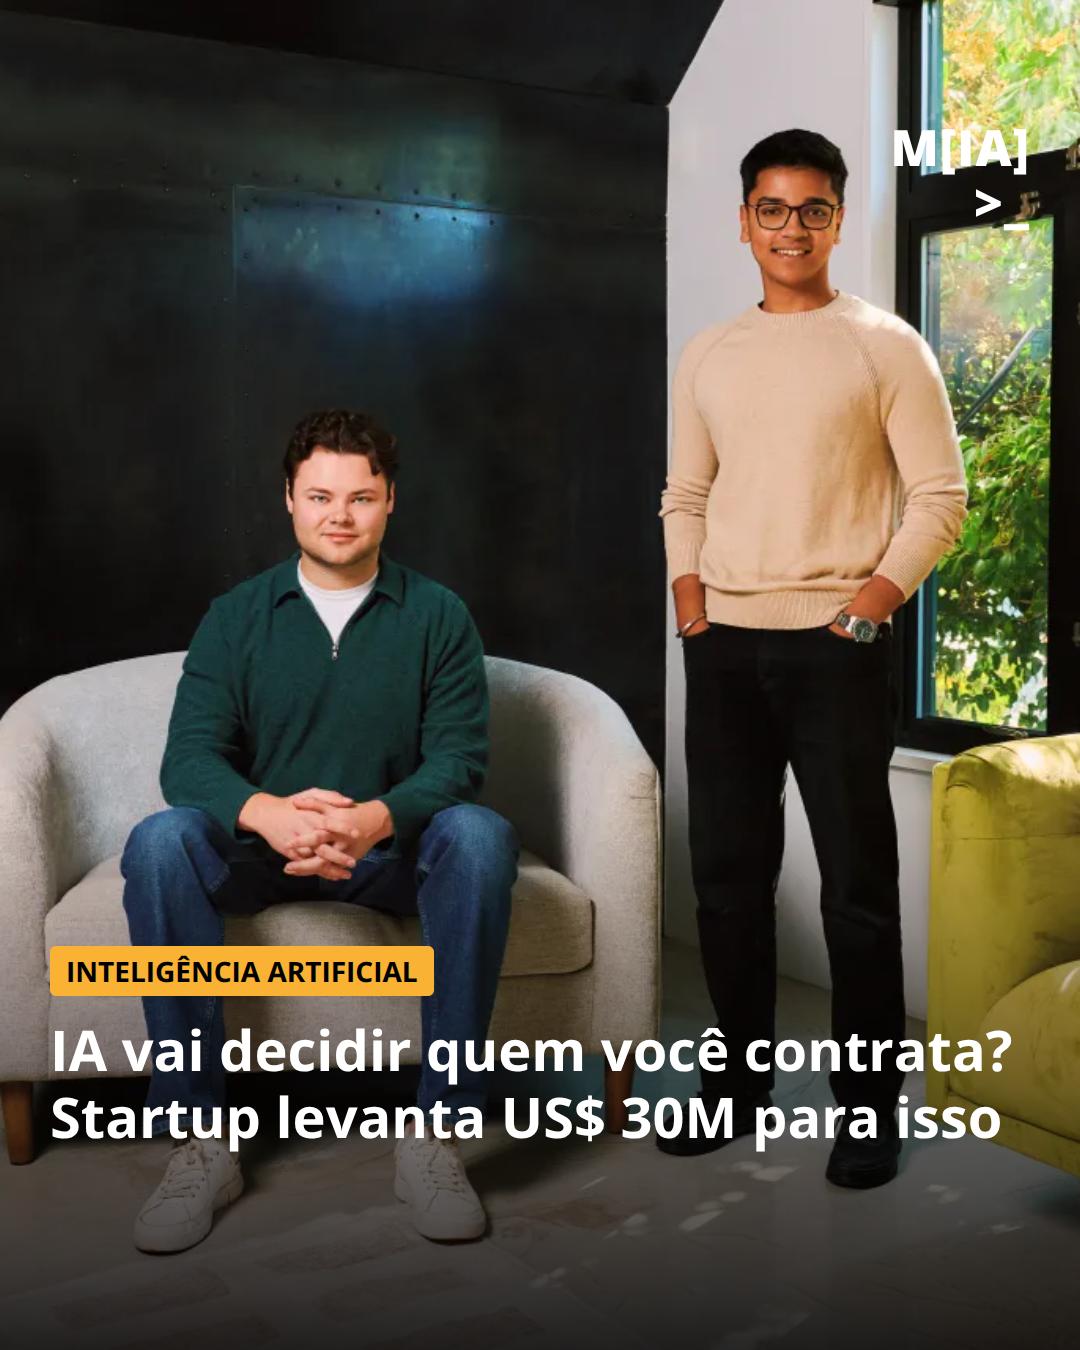 M[IA]
>_
INTELIGÊNCIA ARTIFICIAL
IA vai decidir quem você contrata?
Startup levanta US$ 30M para isso